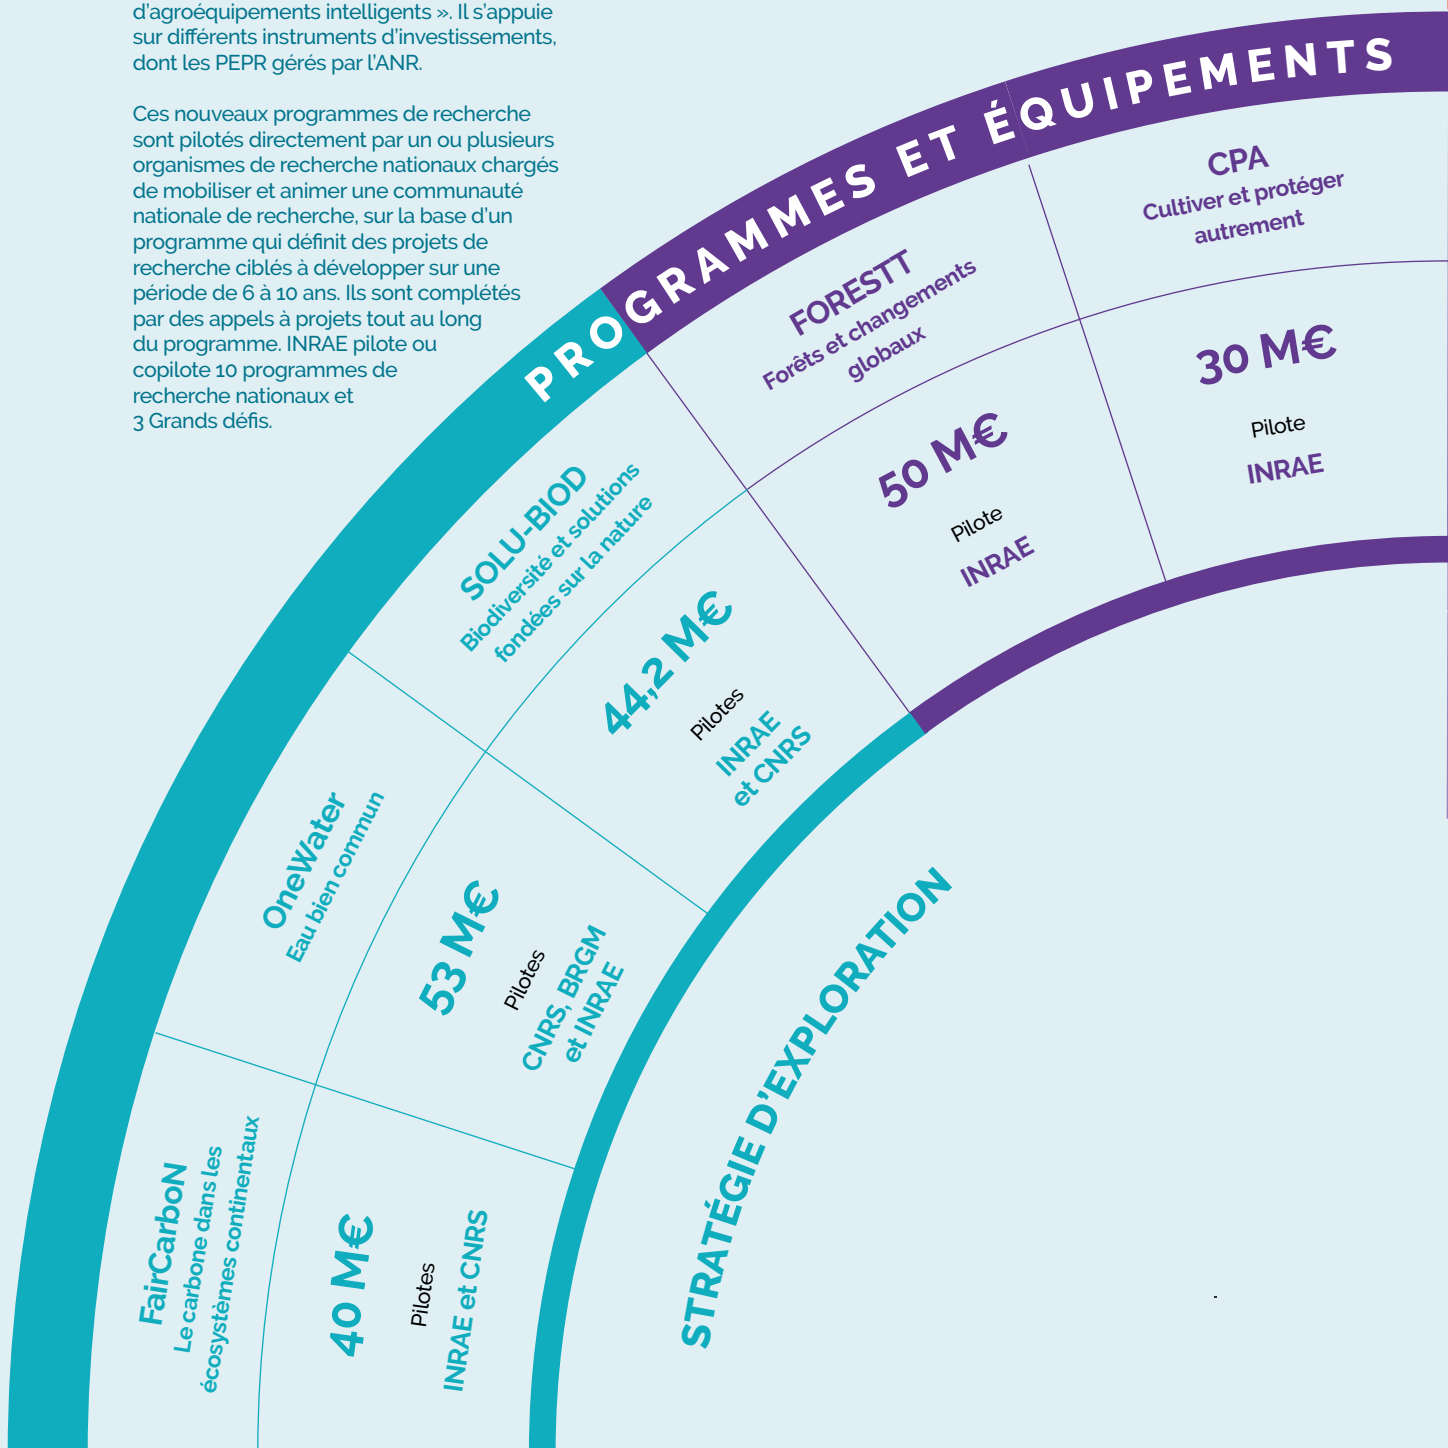 d'agroéquipements intelligents ». Il s'appuie
sur différents instruments d'investissements,
dont les PEPR gérés par l'ANR.
Ces nouveaux programmes de recherche
sont pilotés directement par un ou plusieurs
organismes de recherche nationaux chargés
de mobiliser et animer une communauté
nationale de recherche, sur la base d'un
programme qui définit des projets de
recherche ciblés à développer sur une
période de 6 à 10 ans. Ils sont complétés
par des appels à projets tout au long
du programme. INRAE pilote ou
copilote 10 programmes de
recherche nationaux et
3 Grands défis.
PROGRAMMES ET ÉQUIPEMENTS
CPA
Cultiver et protéger
autrement
30 M€
Pilote
INRAE
FORESTT
Forêts et changements
globaux
50 M€
Pilote
INRAE
SOLU-BIOD
Biodiversité et solutions
fondées sur la nature
44,2 M€
Pilotes
INRAE
et CNRS
OneWater
Eau bien commun
53 M€
Pilotes
CNRS, BRGM
et INRAE
FairCarboN
Le carbone dans les
écosystèmes continentaux
40 M€
Pilotes
INRAE et CNRS
STRATÉGIE D'EXPLORATION